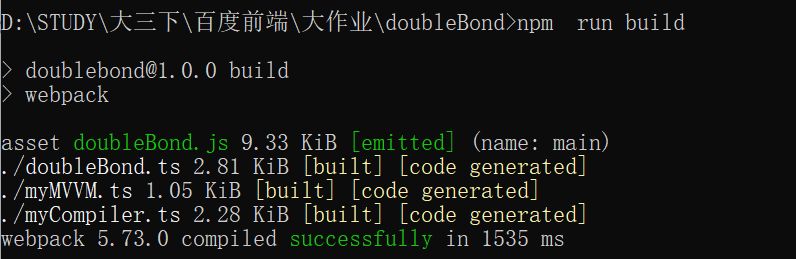 D:\STUDY\大三下\百度前端\大作业\doubleBond>npm  run build
> doublebond@1.0.0 build
> webpack
asset doubleBond.js 9.33 KiB [emitted] (name: main)
./doubleBond.ts 2.81 KiB [built] [code generated]
./myMVVM.ts 1.05 KiB [built] [code generated]
./myCompiler.ts 2.28 KiB [built] [code generated]
webpack 5.73.0 compiled successfully in 1535 ms